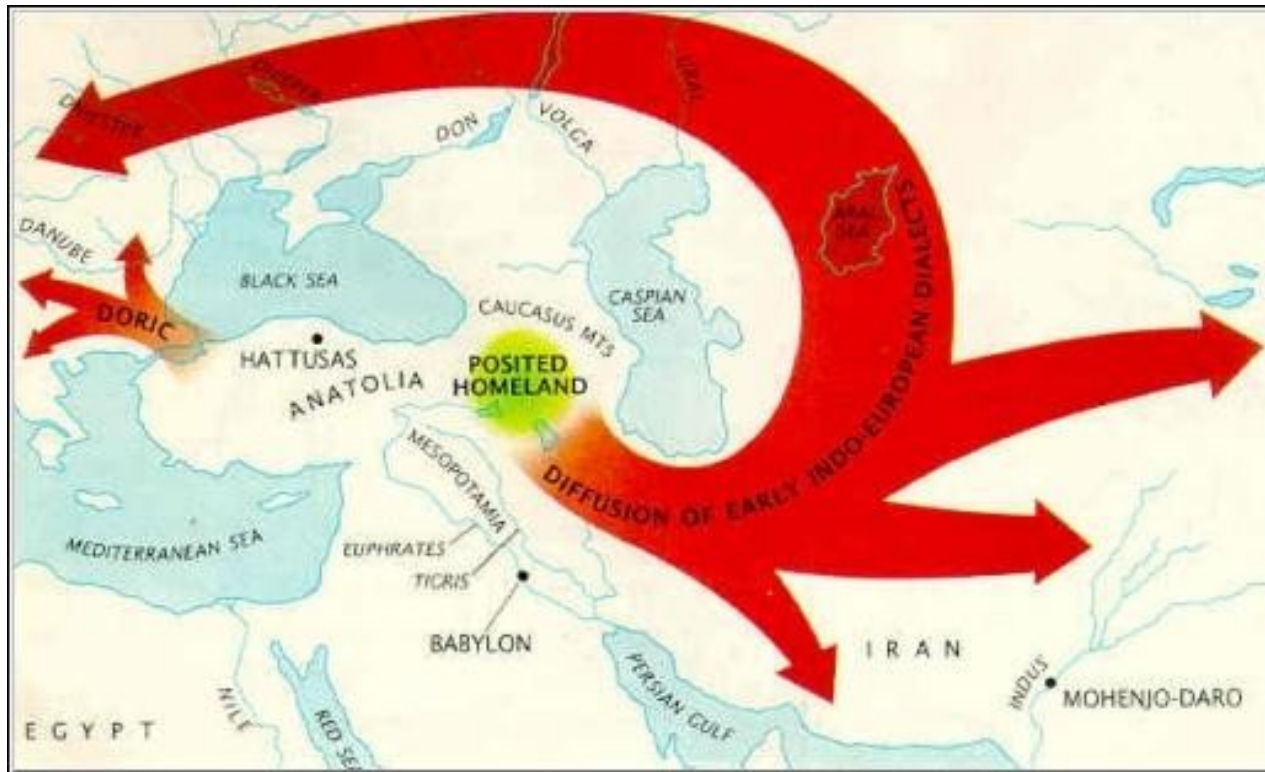 DNIESTER
DNIEPER
DON
VOLGA
URAL
ARAL
SEA
DANUBE
BLACK SEA
CAUCASUS MTS
CASPIAN
SEA
DORIC
HATTUSAS
ANATOLIA
POSITED
HOMELAND
DIFFUSION OF EARLY INDO-EUROPEAN DIALECTS
MESOPOTAMIA
MEDITERRANEAN SEA
EUPHRATES
TIGRIS
BABYLON
IRAN
INDUS
MOHENJO-DARO
PERSIAN GULF
NILE
RED SEA
EGYPT